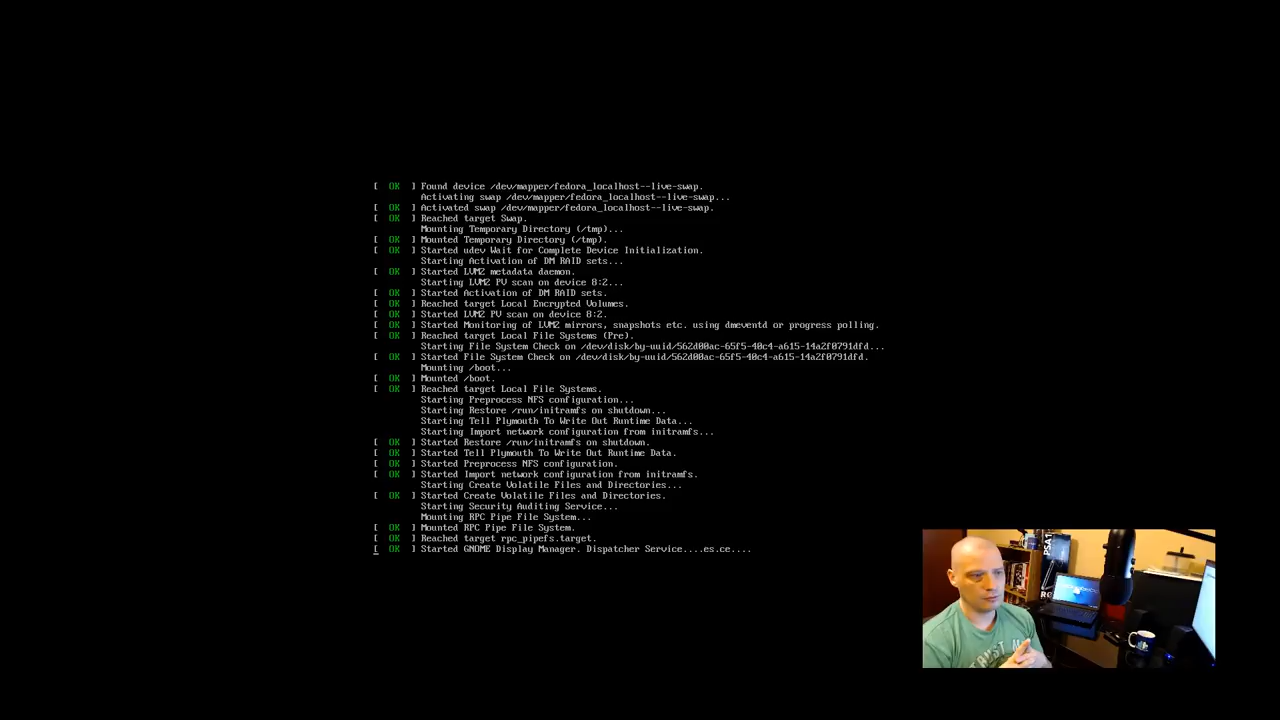 [  OK  ] Found device /dev/mapper/fedora_localhost--live-swap.
Activating swap /dev/mapper/fedora_localhost--live-swap...
[  OK  ] Activated swap /dev/mapper/fedora_localhost--live-swap.
[  OK  ] Reached target Swap.
Mounting Temporary Directory (/tmp)...
[  OK  ] Mounted Temporary Directory (/tmp).
[  OK  ] Started udev Wait for Complete Device Initialization.
Starting Activation of DM RAID sets...
[  OK  ] Started LVM2 metadata daemon.
Starting LVM2 PV scan on device 8:2...
[  OK  ] Started Activation of DM RAID sets.
[  OK  ] Reached target Local Encrypted Volumes.
[  OK  ] Started LVM2 PV scan on device 8:2.
[  OK  ] Started Monitoring of LVM2 mirrors, snapshots etc. using dmeventd or progress polling.
[  OK  ] Reached target Local File Systems (Pre).
Starting File System Check on /dev/disk/by-uuid/562d00ac-65f5-40c4-a615-14a2f0791dfd...
[  OK  ] Started File System Check on /dev/disk/by-uuid/562d00ac-65f5-40c4-a615-14a2f0791dfd.
Mounting /boot...
[  OK  ] Mounted /boot.
[  OK  ] Reached target Local File Systems.
Starting Preprocess NFS configuration...
Starting Restore /run/initramfs on shutdown...
Starting Tell Plymouth To Write Out Runtime Data...
Starting Import network configuration from initramfs...
[  OK  ] Started Restore /run/initramfs on shutdown.
[  OK  ] Started Tell Plymouth To Write Out Runtime Data.
[  OK  ] Started Preprocess NFS configuration.
[  OK  ] Started Import network configuration from initramfs.
Starting Create Volatile Files and Directories...
[  OK  ] Started Create Volatile Files and Directories.
Starting Security Auditing Service...
Mounting RPC Pipe File System...
[  OK  ] Mounted RPC Pipe File System.
[  OK  ] Reached target rpc_pipefs.target.
[  OK  ] Started GNOME Display Manager. Dispatcher Service....es.ce....
PSA1